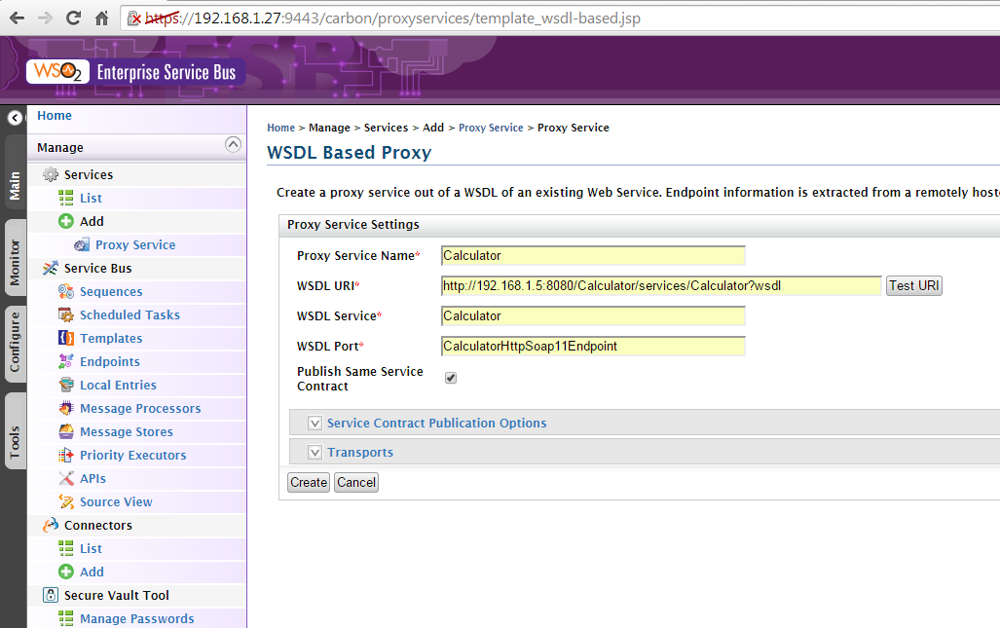 https://192.168.1.27:9443/carbon/proxyservices/template_wsdl-based.jsp
WSO2 Enterprise Service Bus
Home
Manage
Services
List
Add
Proxy Service
Service Bus
Sequences
Scheduled Tasks
Templates
Endpoints
Local Entries
Message Processors
Message Stores
Priority Executors
APIs
Source View
Connectors
List
Add
Secure Vault Tool
Manage Passwords
Main
Monitor
Configure
Tools
Home > Manage > Services > Add > Proxy Service > Proxy Service
WSDL Based Proxy
Create a proxy service out of a WSDL of an existing Web Service. Endpoint information is extracted from a remotely host
Proxy Service Settings
Proxy Service Name* Calculator
WSDL URI* http://192.168.1.5:8080/Calculator/services/Calculator?wsdl Test URI
WSDL Service* Calculator
WSDL Port* CalculatorHttpSoap11Endpoint
Publish Same Service
Contract
Service Contract Publication Options
Transports
Create Cancel